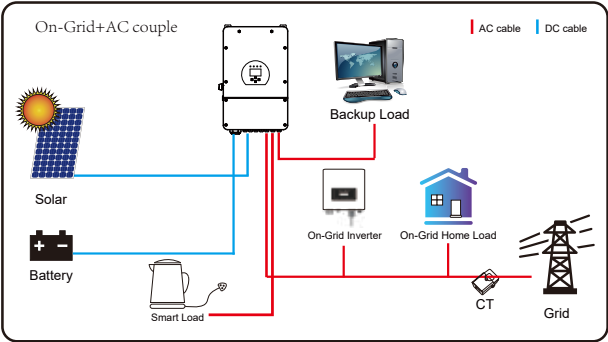 On-Grid+AC couple
AC cable
DC cable
Backup Load
Solar
On-Grid Inverter
On-Grid Home Load
Battery
CT
Grid
Smart Load